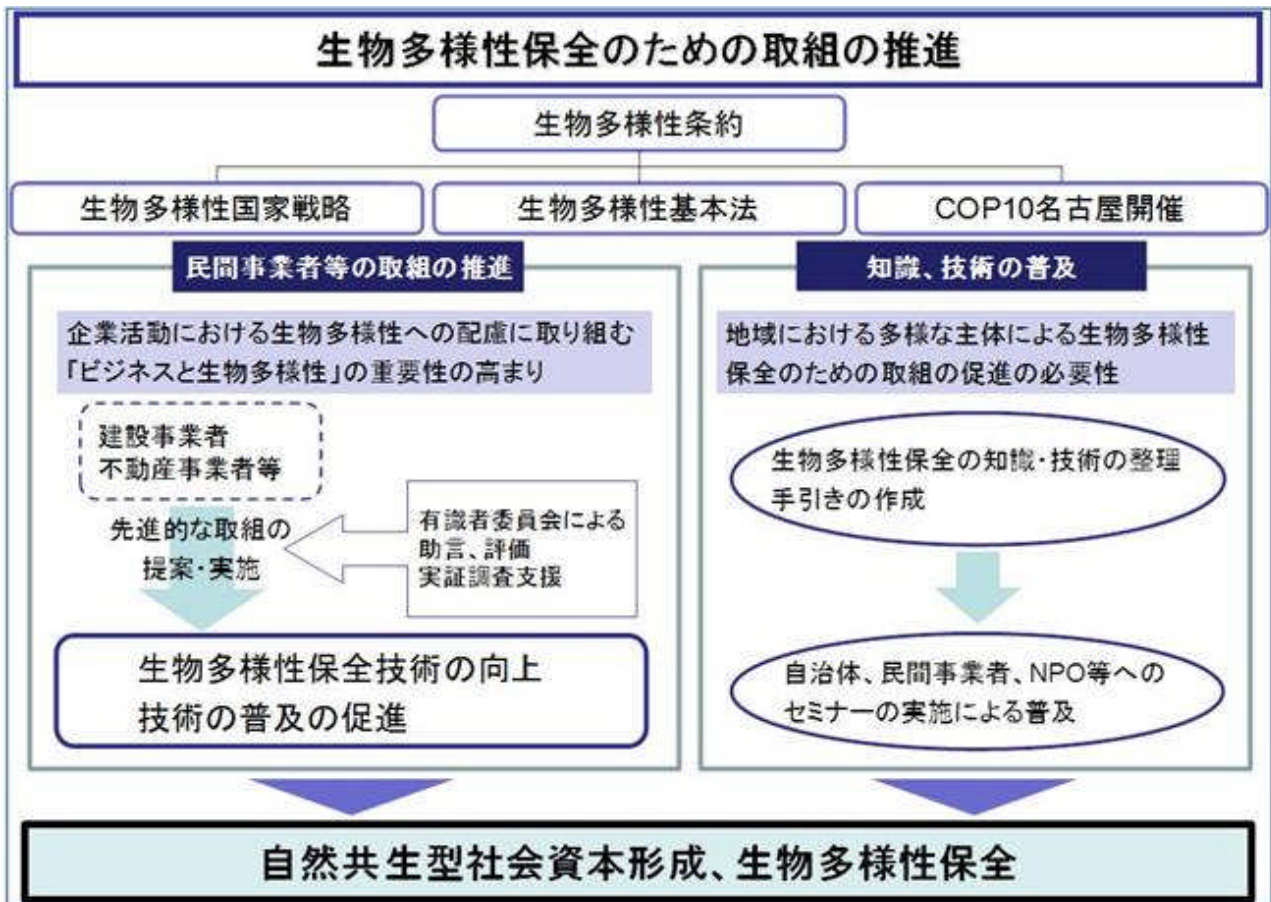 生物多様性保全のための取組の推進
生物多様性条約
生物多様性国家戦略
生物多様性基本法
COP10名古屋開催
民間事業者等の取組の推進
企業活動における生物多様性への配慮に取り組む
「ビジネスと生物多様性」の重要性の高まり
建設事業者
不動産事業者等
先進的な取組の
提案・実施
有識者委員会による
助言、評価
実証調査支援
生物多様性保全技術の向上
技術の普及の促進
知識、技術の普及
地域における多様な主体による生物多様性
保全のための取組の促進の必要性
生物多様性保全の知識・技術の整理
手引きの作成
自治体、民間事業者、NPO等への
セミナーの実施による普及
自然共生型社会資本形成、生物多様性保全